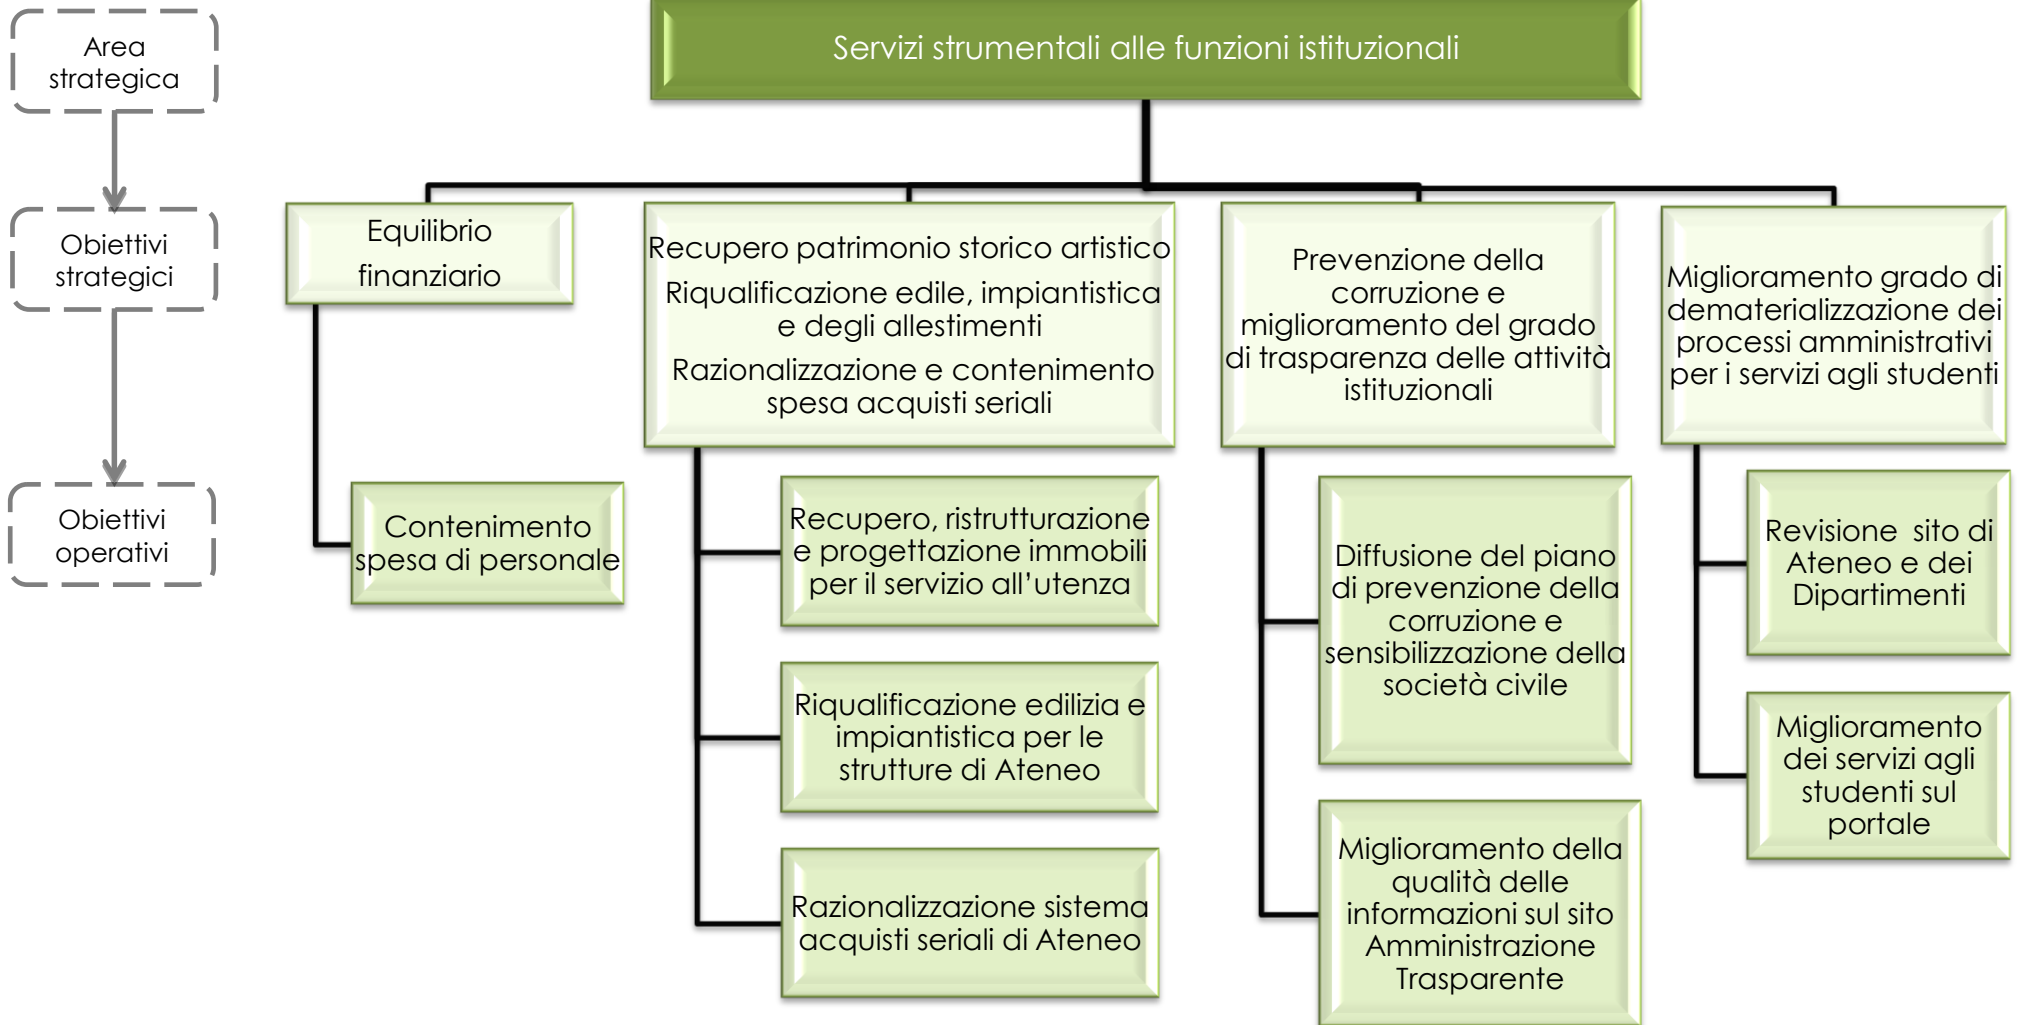 Area
strategica
Servizi strumentali alle funzioni istituzionali
Obiettivi
strategici
Equilibrio
finanziario
Recupero patrimonio storico artistico
Riqualificazione edile, impiantistica
e degli allestimenti
Razionalizzazione e contenimento
spesa acquisti seriali
Prevenzione della
corruzione e
miglioramento del grado
di trasparenza delle attività
istituzionali
Miglioramento grado di
dematerializzazione dei
processi amministrativi
per i servizi agli studenti
Obiettivi
operativi
Contenimento
spesa di personale
Recupero, ristrutturazione
e progettazione immobili
per il servizio all’utenza
Riqualificazione edilizia e
impiantistica per le
strutture di Ateneo
Razionalizzazione sistema
acquisti seriali di Ateneo
Diffusione del piano
di prevenzione della
corruzione e
sensibilizzazione della
società civile
Miglioramento della
qualità delle
informazioni sul sito
Amministrazione
Trasparente
Revisione  sito di
Ateneo e dei
Dipartimenti
Miglioramento
dei servizi agli
studenti sul
portale